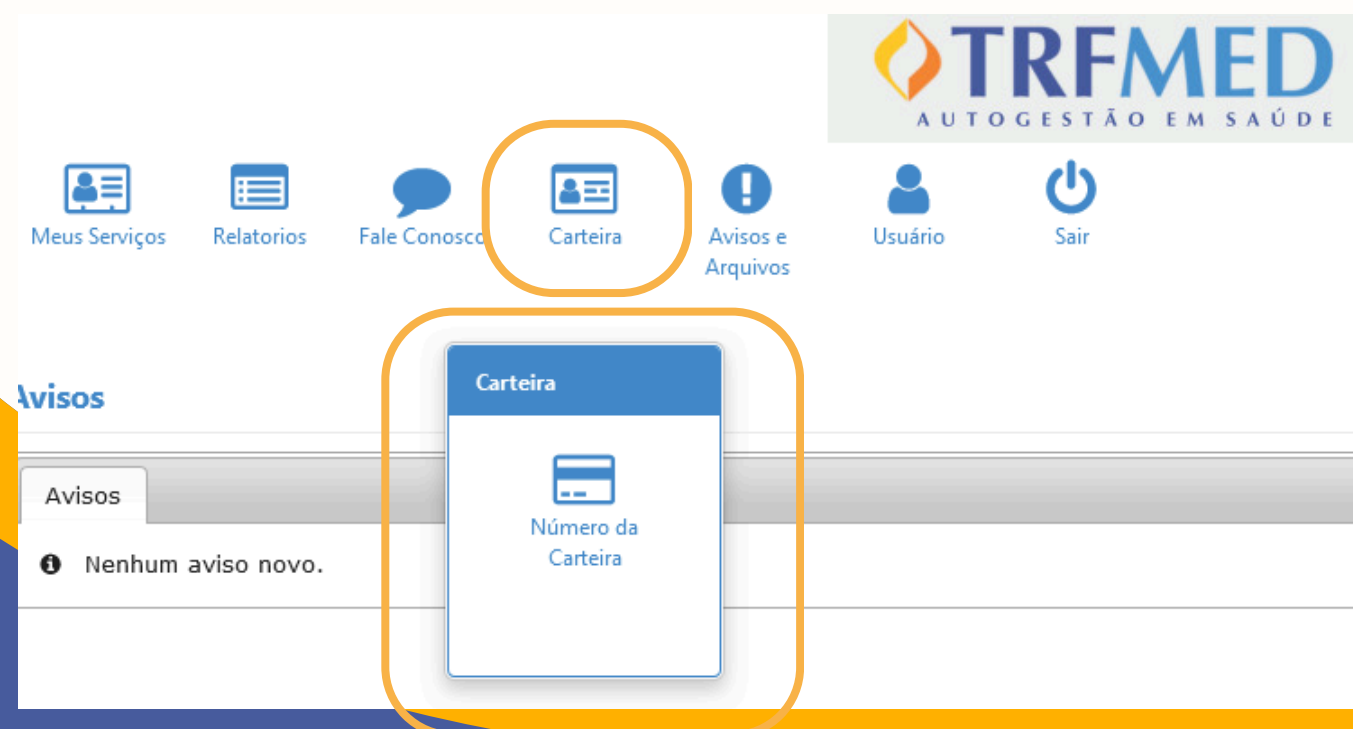 TRFMED
AUTOGESTÃO EM SAÚDE
Meus Serviços
Relatorios
Fale Conosco
Carteira
Avisos e
Arquivos
Usuário
Sair
Avisos
Carteira
Número da
Carteira
Avisos
Nenhum aviso novo.